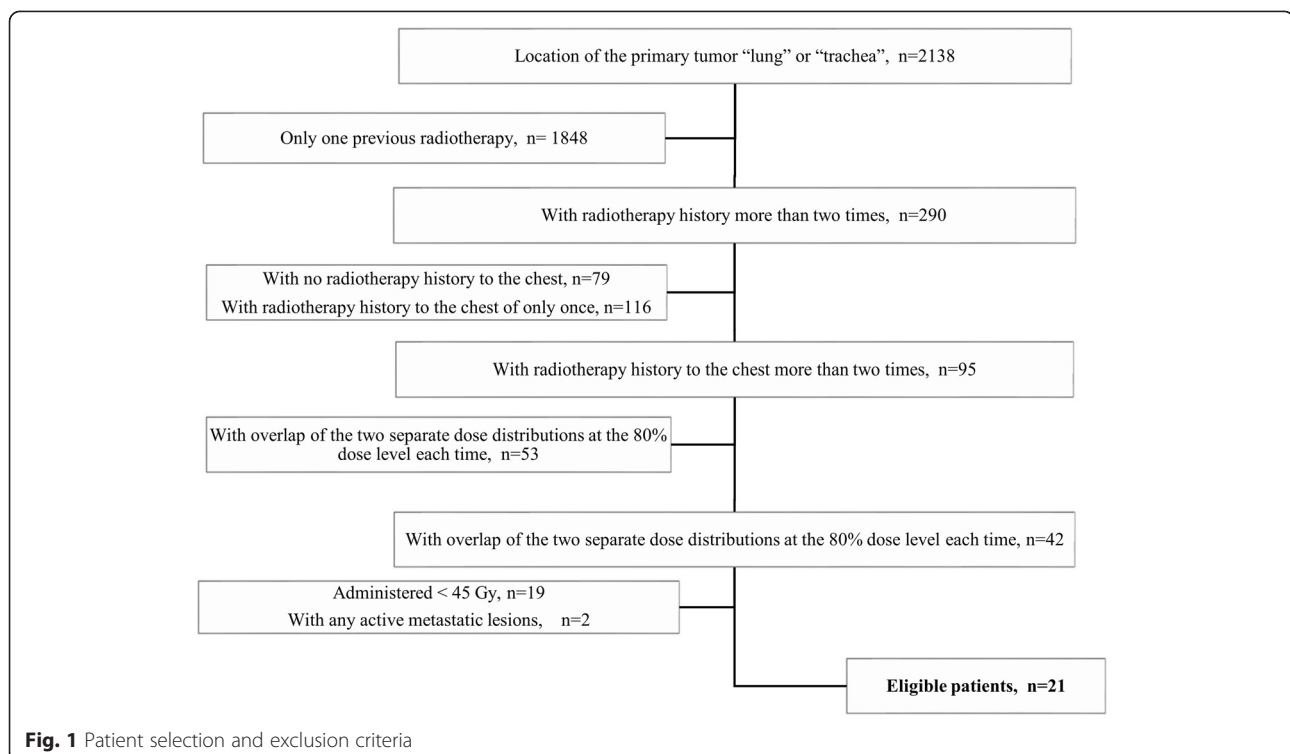 Location of the primary tumor “lung” or “trachea”, n=2138
Only one previous radiotherapy, n= 1848
With radiotherapy history more than two times, n=290
With no radiotherapy history to the chest, n=79
With radiotherapy history to the chest of only once, n=116
With radiotherapy history to the chest more than two times, n=95
With overlap of the two separate dose distributions at the 80%
dose level each time, n=53
With overlap of the two separate dose distributions at the 80% dose level each time, n=42
Administered < 45 Gy, n=19
With any active metastatic lesions, n=2
Eligible patients, n=21
Fig. 1 Patient selection and exclusion criteria